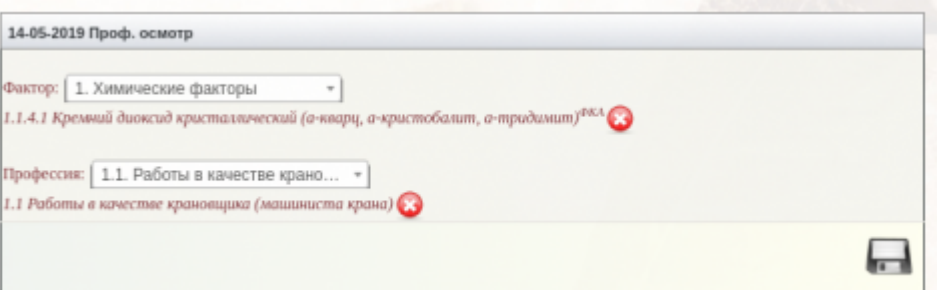 14-05-2019 Проф. осмотр
Фактор: 1. Химические факторы
1.1.4.1 Кремний диоксид кристаллический (а-кварц, а-кристобалит, а-тридимит)ФКА
Профессия: 1.1. Работы в качестве крано...
1.1 Работы в качестве крановщика (машиниста крана)